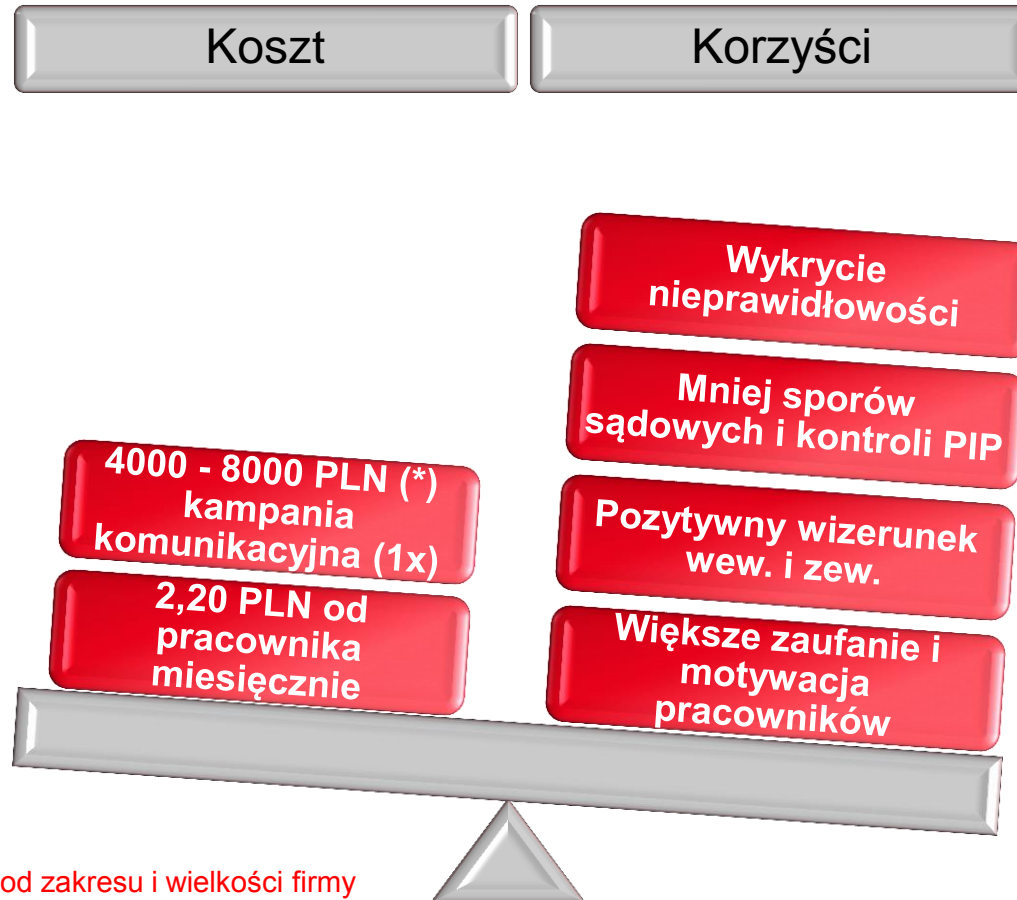 Koszt
Korzyści
4000 - 8000 PLN (*)
kampania
komunikacyjna (1x)
2,20 PLN od
pracownika
miesięcznie
Wykrycie
nieprawidłowości
Mniej sporów
sądowych i kontroli PIP
Pozytywny wizerunek
wew. i zew.
Większe zaufanie i
motywacja
pracowników
od zakresu i wielkości firmy